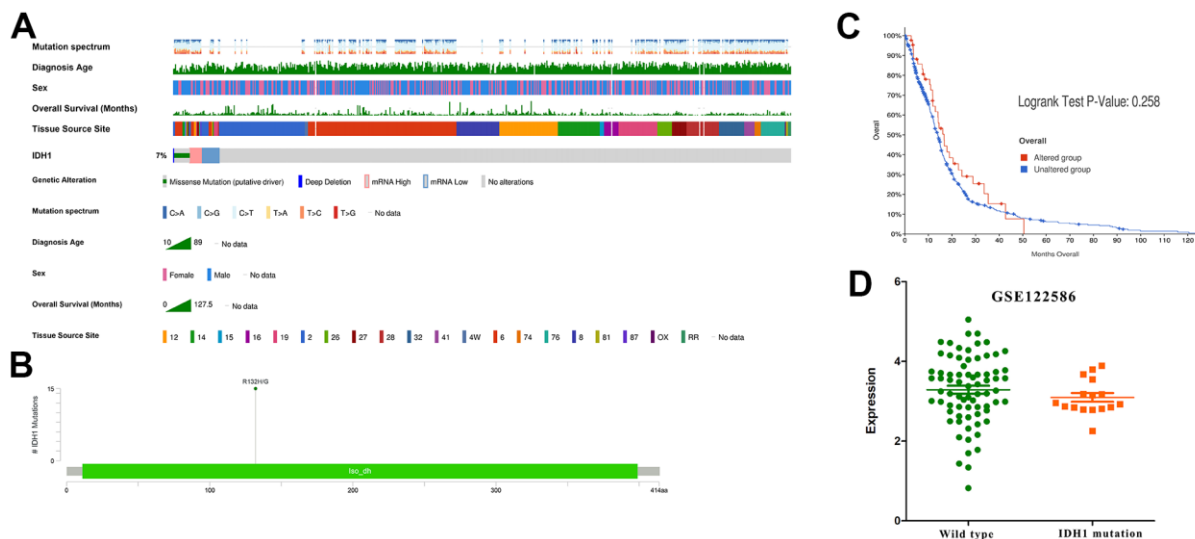 A
Mutation spectrum
Diagnosis Age
Sex
Overall Survival (Months)
Tissue Source Site
IDH1 7%
Genetic Alteration Missense Mutation (putative driver) Deep Deletion mRNA High mRNA Low No alterations
Mutation spectrum C>A C>G C>T T>A T>C T>G No data
Diagnosis Age 10 89 No data
Sex Female Male No data
Overall Survival (Months) 0 127.5 No data
Tissue Source Site 12 14 15 16 19 2 26 27 28 32 41 4W 6 74 76 8 81 87 OX RR No data
B
R132H/G
15
# IDH1 Mutations
0
Iso_dh
0 100 200 300 414aa
C
100%
90%
80%
70%
60%
50%
40%
30%
20%
10%
0%
Overall
Logrank Test P-Value: 0.258
Overall
Altered group
Unaltered group
0 10 20 30 40 50 60 70 80 90 100 110 120
Months Overall
D
GSE122586
6
4
2
0
Expression
Wild type IDH1 mutation